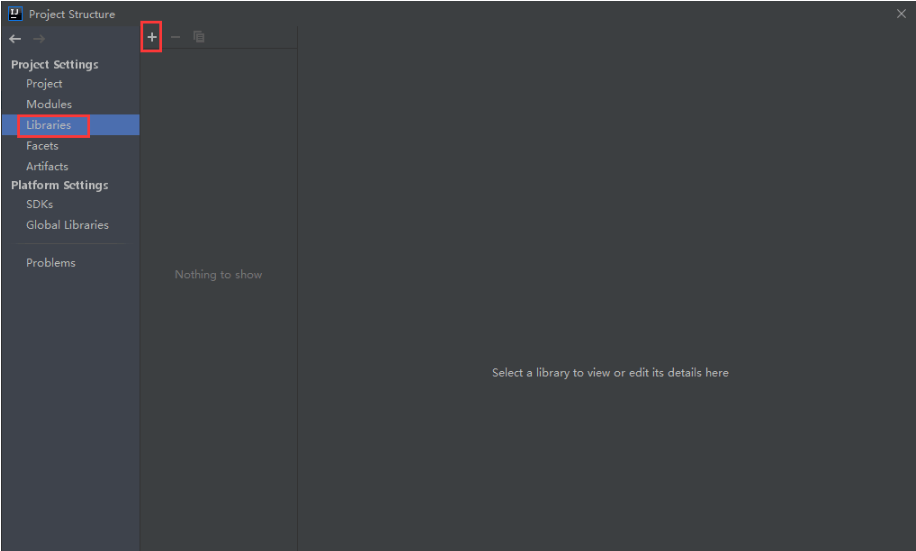 Project Structure
Project Settings
Project
Modules
Libraries
Facets
Artifacts
Platform Settings
SDKs
Global Libraries
Problems
Nothing to show
Select a library to view or edit its details here